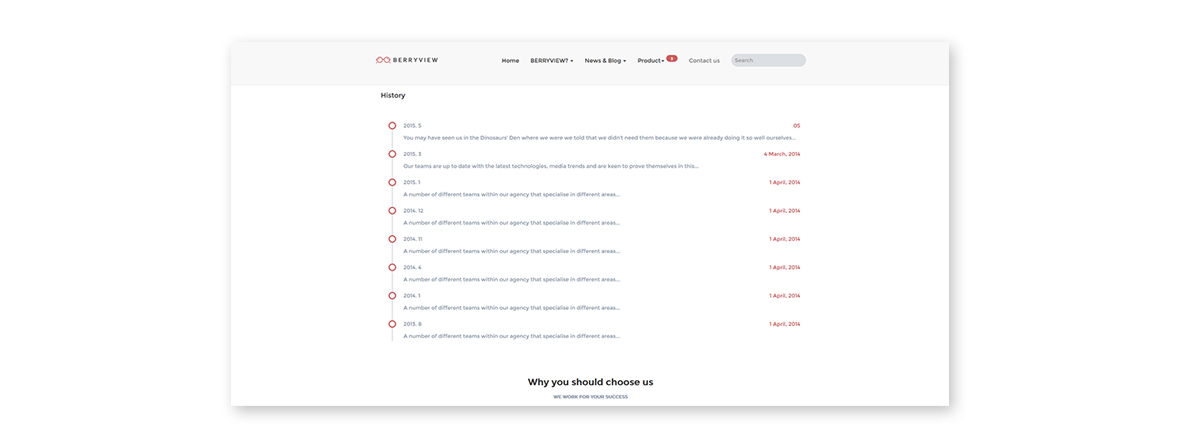 BERRYVIEW Home BERRYVIEW? News & Blog Product 3 Contact us Search
History
2015. 5 05
You may have seen us in the Dinosaurs' Den where we were we told that we didn't need them because we were already doing it so well ourselves...
2015. 3 4 March, 2014
Our teams are up to date with the latest technologies, media trends and are keen to prove themselves in this...
2015. 1 1 April, 2014
A number of different teams within our agency that specialise in different areas...
2014. 12 1 April, 2014
A number of different teams within our agency that specialise in different areas...
2014. 11 1 April, 2014
A number of different teams within our agency that specialise in different areas...
2014. 4 1 April, 2014
A number of different teams within our agency that specialise in different areas...
2014. 1 1 April, 2014
A number of different teams within our agency that specialise in different areas...
2013. 8 1 April, 2014
A number of different teams within our agency that specialise in different areas...
Why you should choose us
WE WORK FOR YOUR SUCCESS